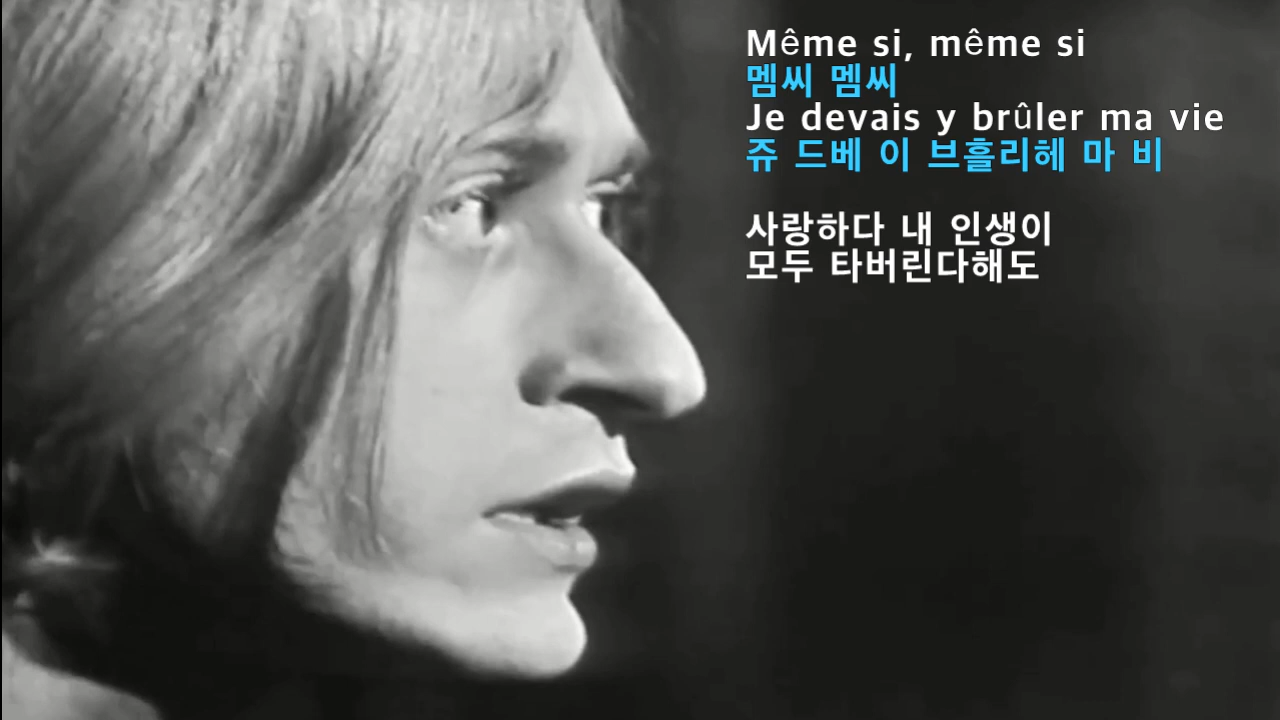 Même si, même si
멤씨 멤씨
Je devais y brûler ma vie
쥬 드베 이 브흘리헤 마 비
사랑하다 내 인생이
모두 타버린다해도